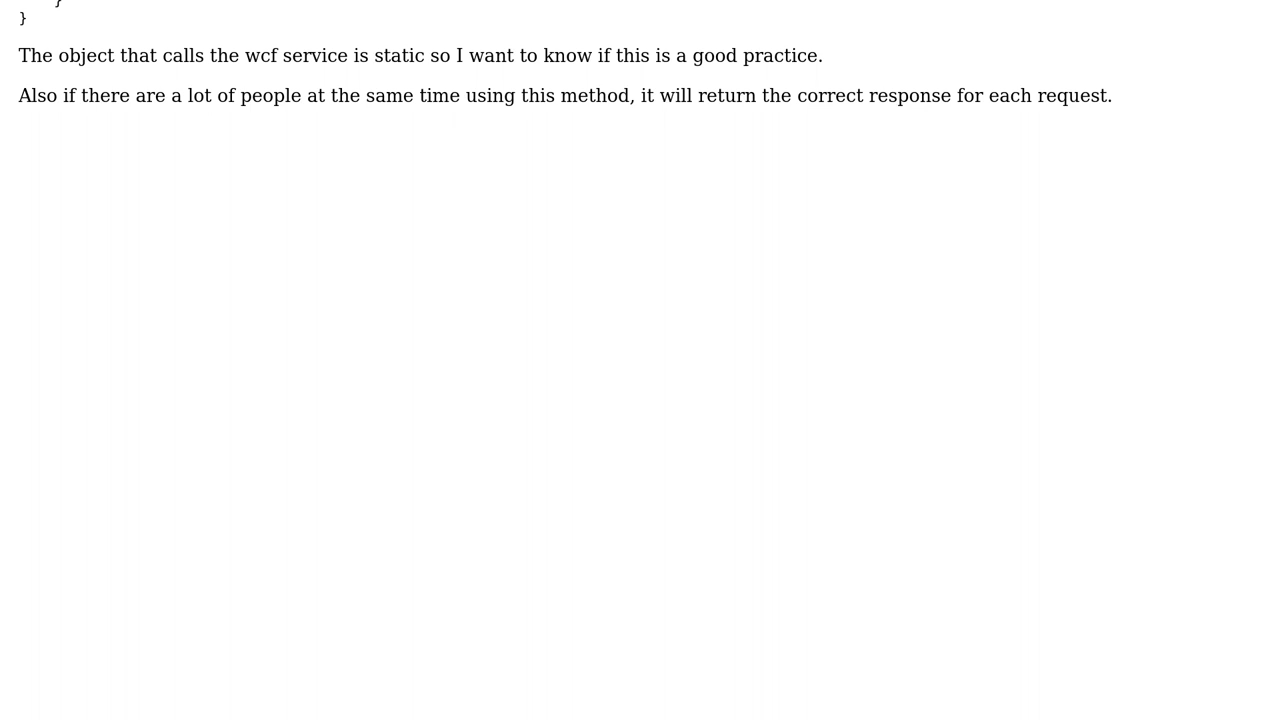 }
}
The object that calls the wcf service is static so I want to know if this is a good practice.
Also if there are a lot of people at the same time using this method, it will return the correct response for each request.